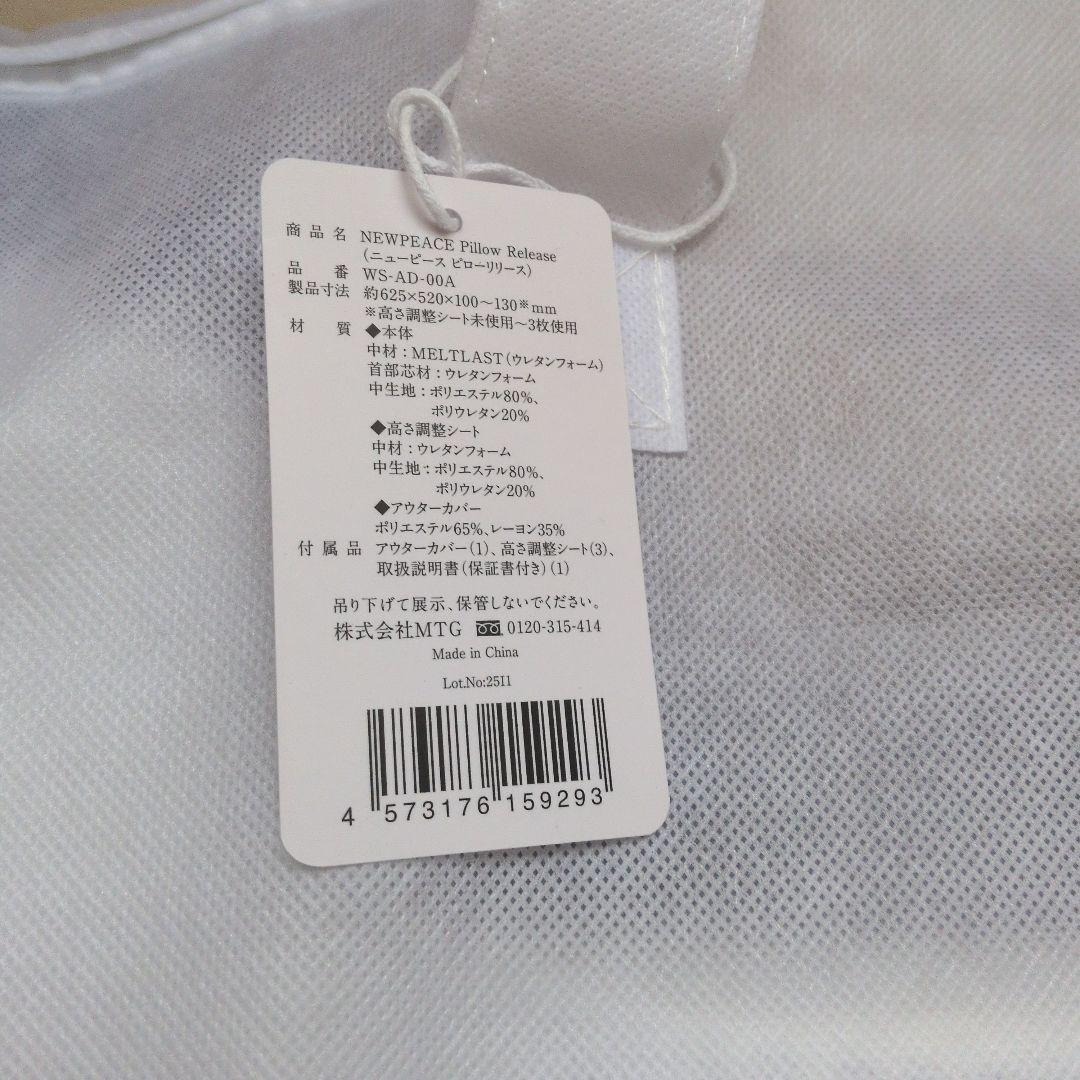 商品名 NEWPEACE Pillow Release
（ニューピース ピローリリース）
品番 WS-AD-00A
製品寸法 約625×520×100～130※mm
※高さ調整シート未使用～3枚使用
材質 ◆本体
中材：MELTLAST（ウレタンフォーム）
首部芯材：ウレタンフォーム
中生地：ポリエステル80%、
ポリウレタン20%
◆高さ調整シート
中材：ウレタンフォーム
中生地：ポリエステル80%、
ポリウレタン20%
◆アウターカバー
ポリエステル65%、レーヨン35%
付属品 アウターカバー（1）、高さ調整シート（3）、
取扱説明書（保証書付き）（1）
吊り下げて展示、保管しないでください。
株式会社MTG 0120-315-414
Made in China
Lot.No:25I1
4 573176 159293